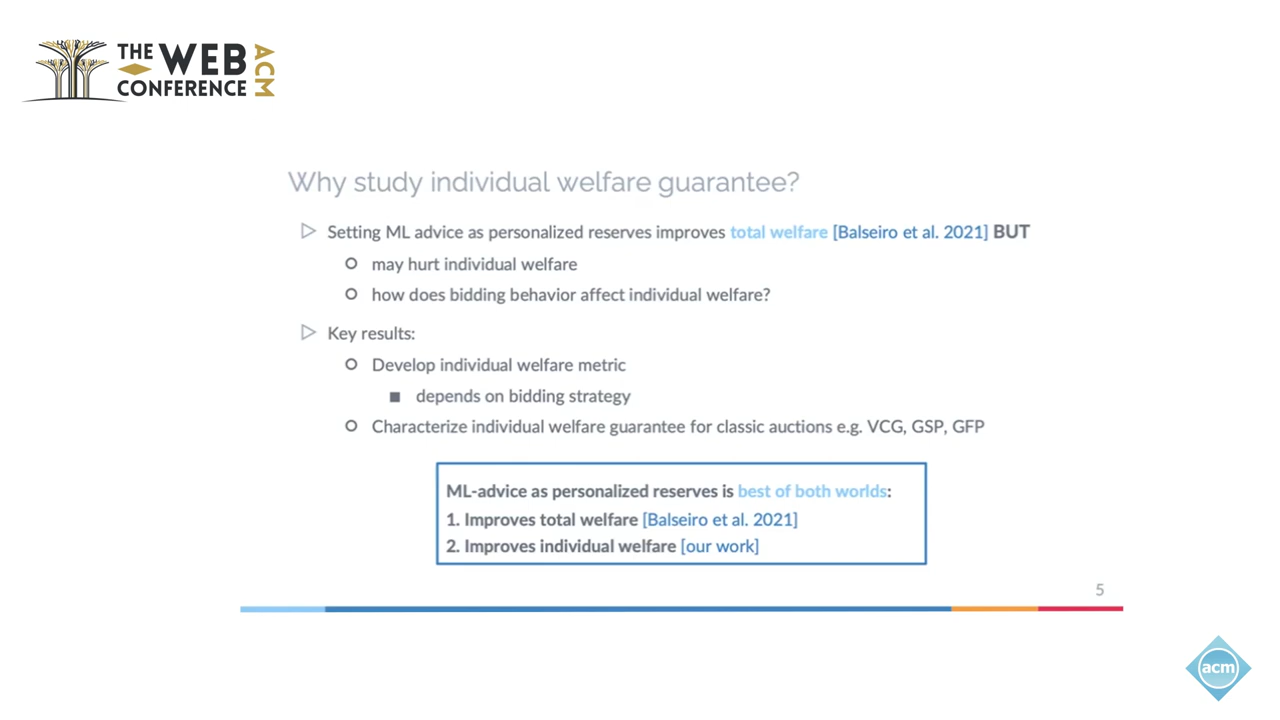 THE WEB
CONFERENCE
ACM
Why study individual welfare guarantee?
Setting ML advice as personalized reserves improves total welfare [Balseiro et al. 2021] BUT
may hurt individual welfare
how does bidding behavior affect individual welfare?
Key results:
Develop individual welfare metric
depends on bidding strategy
Characterize individual welfare guarantee for classic auctions e.g. VCG, GSP, GFP
ML-advice as personalized reserves is best of both worlds:
1. Improves total welfare [Balseiro et al. 2021]
2. Improves individual welfare [our work]
5
acm